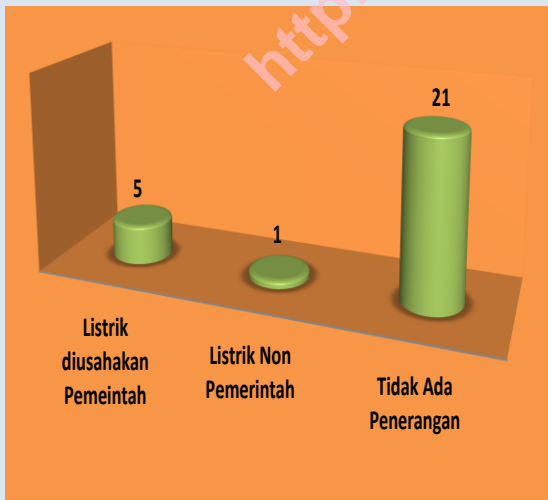 http
21
5
1
Listrik
diusahakan
Pemeintah
Listrik Non
Pemerintah
Tidak Ada
Penerangan